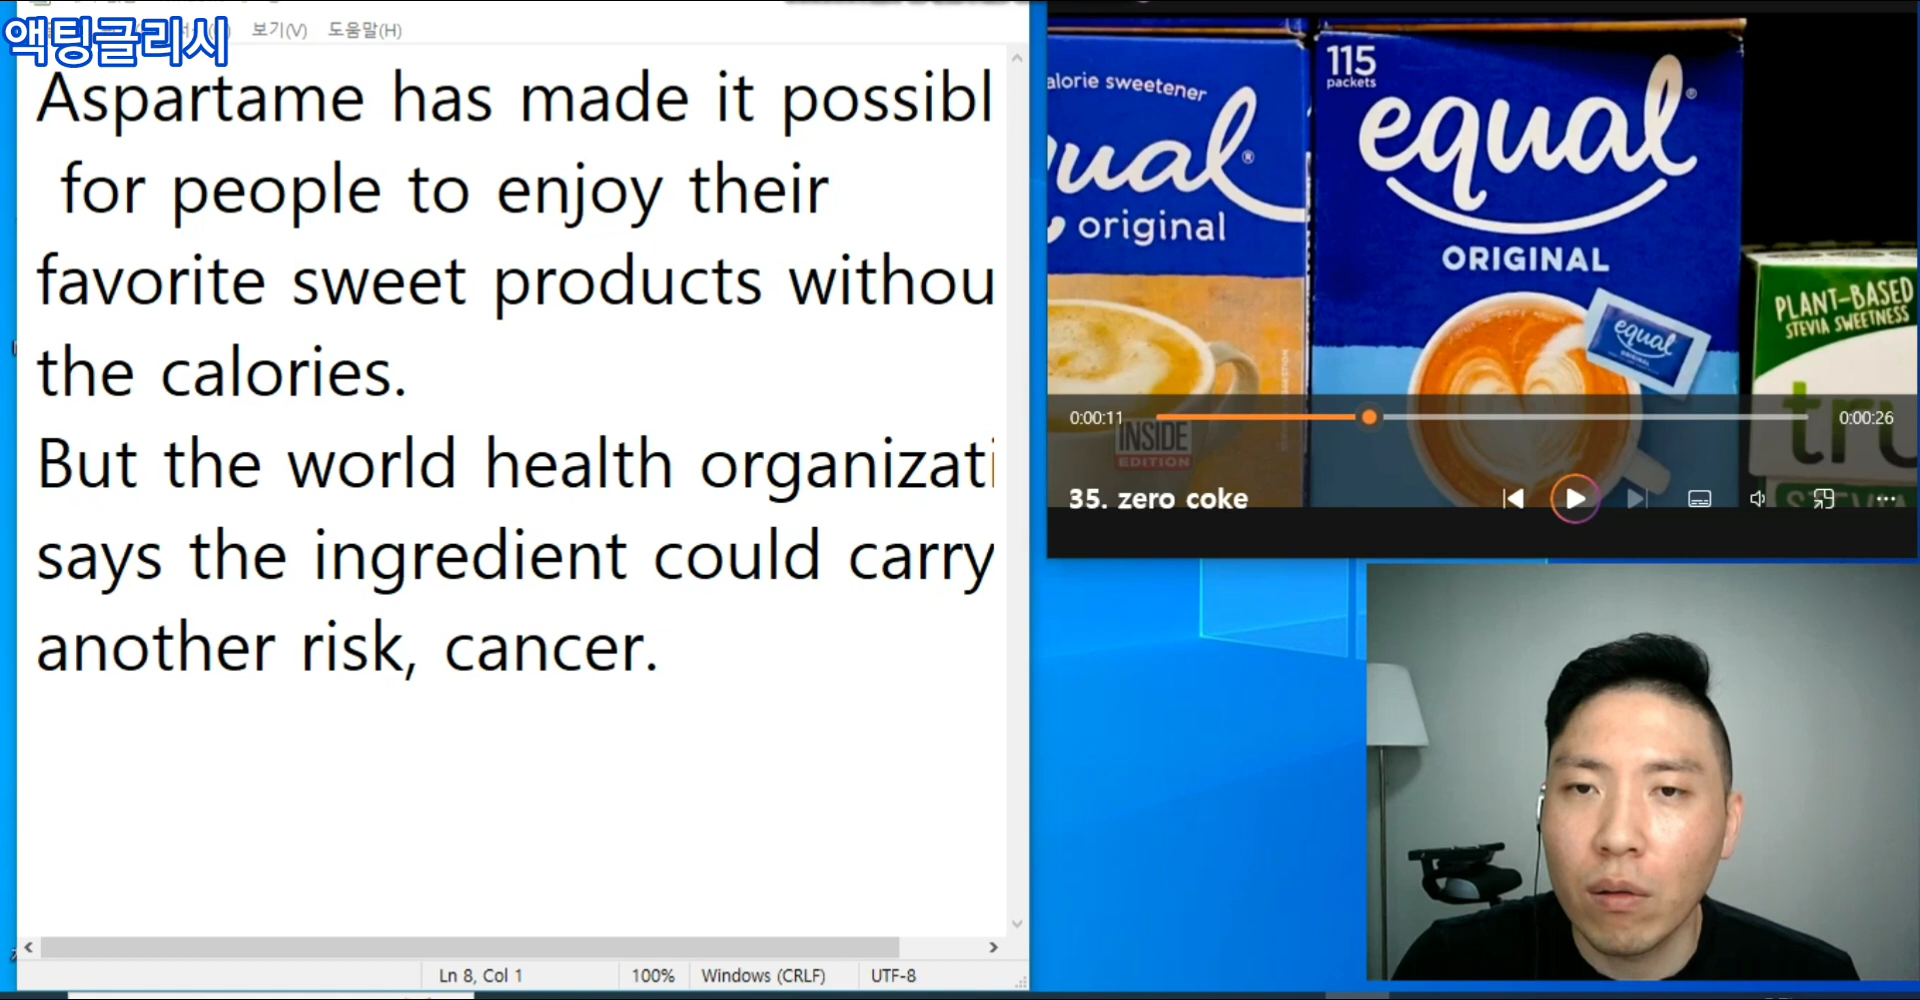 액팅글리시
보기(V) 도움말(H)
Aspartame has made it possibl
for people to enjoy their
favorite sweet products withou
the calories.
But the world health organizati
says the ingredient could carry
another risk, cancer.
Ln 8, Col 1 100% Windows (CRLF) UTF-8
alorie sweetener
ual
original
115
packets
equal
ORIGINAL
equal
ORIGINAL
PLANT-BASED
STEVIA SWEETNESS
tru
STEVIA
0:00:11 0:00:26
INSIDE
EDITION
35. zero coke